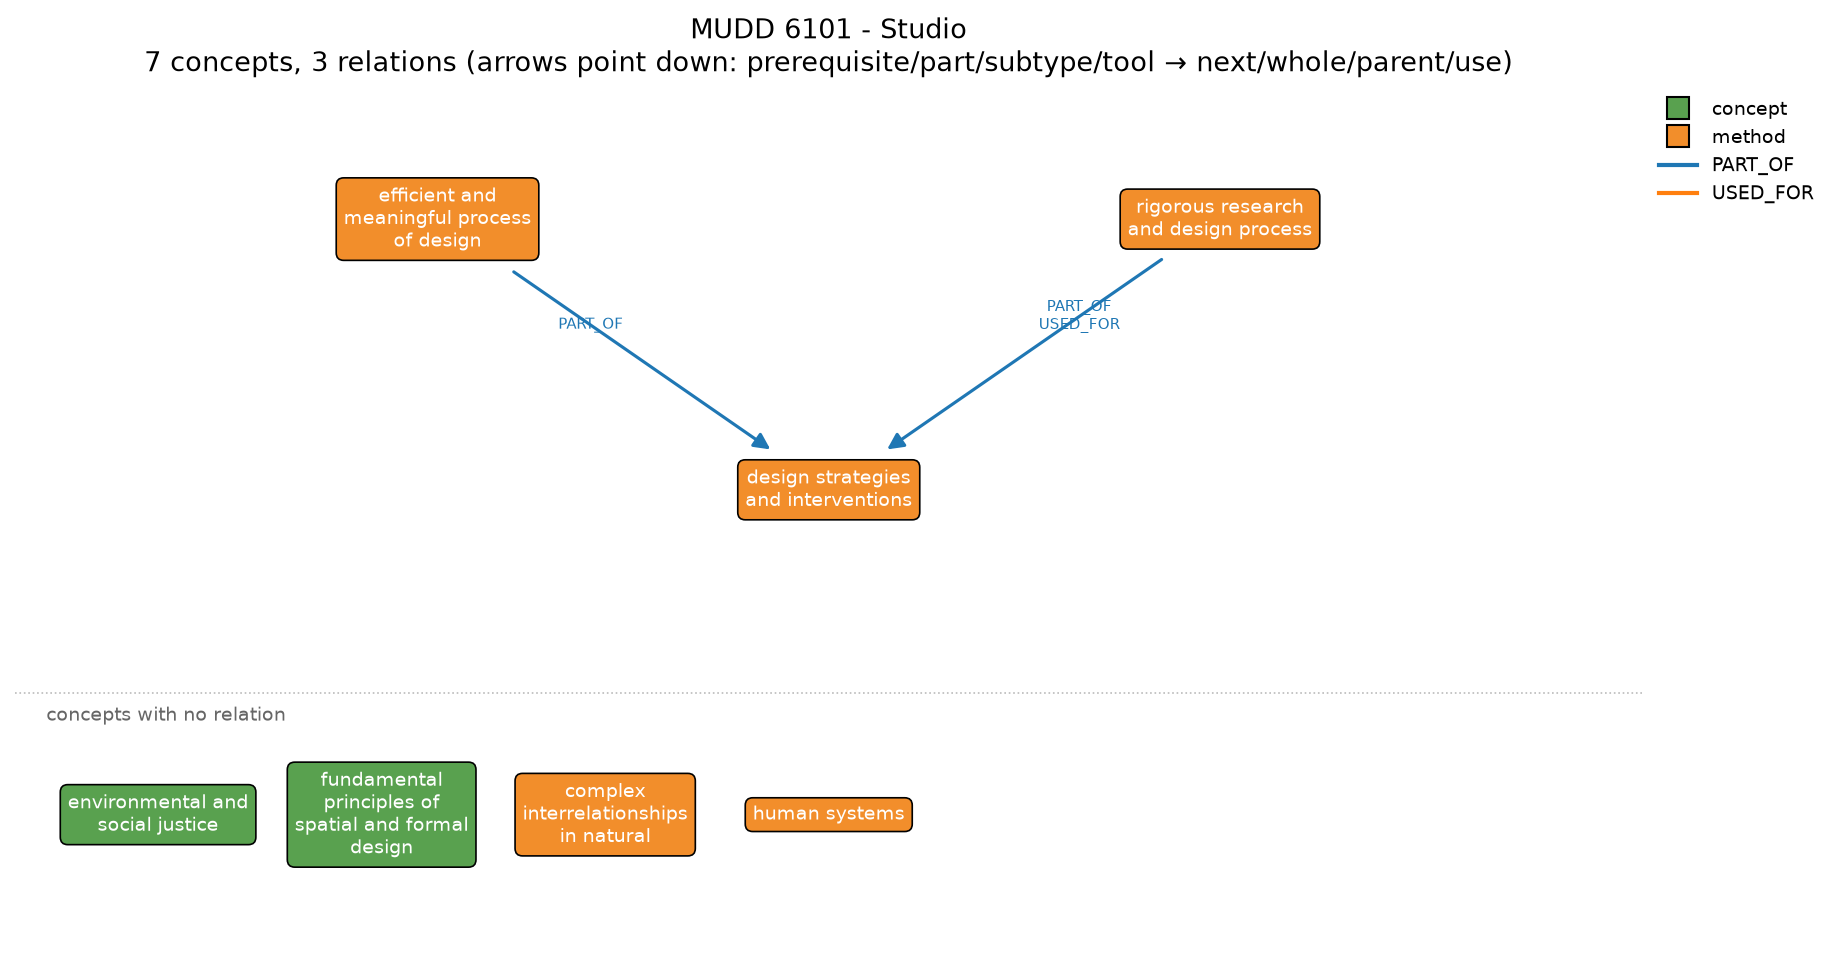 MUDD 6101 - Studio
7 concepts, 3 relations (arrows point down: prerequisite/part/subtype/tool → next/whole/parent/use)
concept
method
PART_OF
USED_FOR
efficient and
meaningful process
of design
rigorous research
and design process
PART_OF
PART_OF
USED_FOR
design strategies
and interventions
concepts with no relation
environmental and
social justice
fundamental
principles of
spatial and formal
design
complex
interrelationships
in natural
human systems